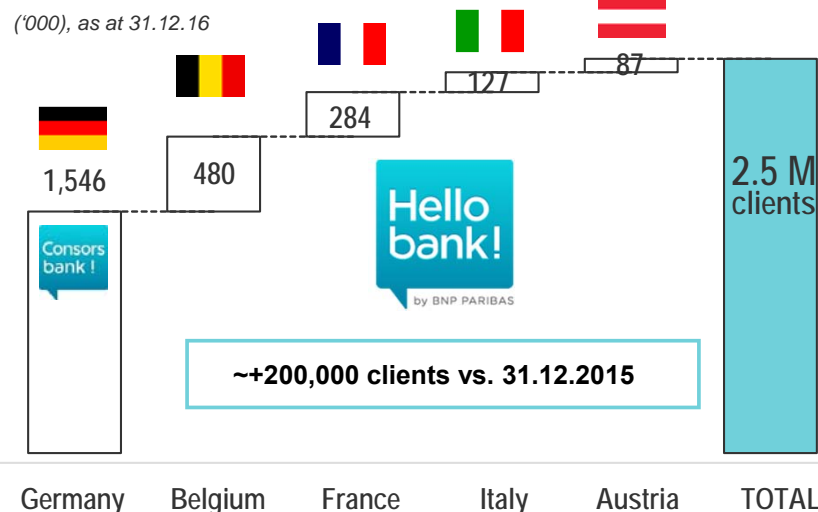 ('000), as at 31.12.16
1,546
480
284
127
87
2.5 M
clients
Consors
bank !
Hello
bank!
by BNP PARIBAS
~+200,000 clients vs. 31.12.2015
Germany Belgium France Italy Austria TOTAL